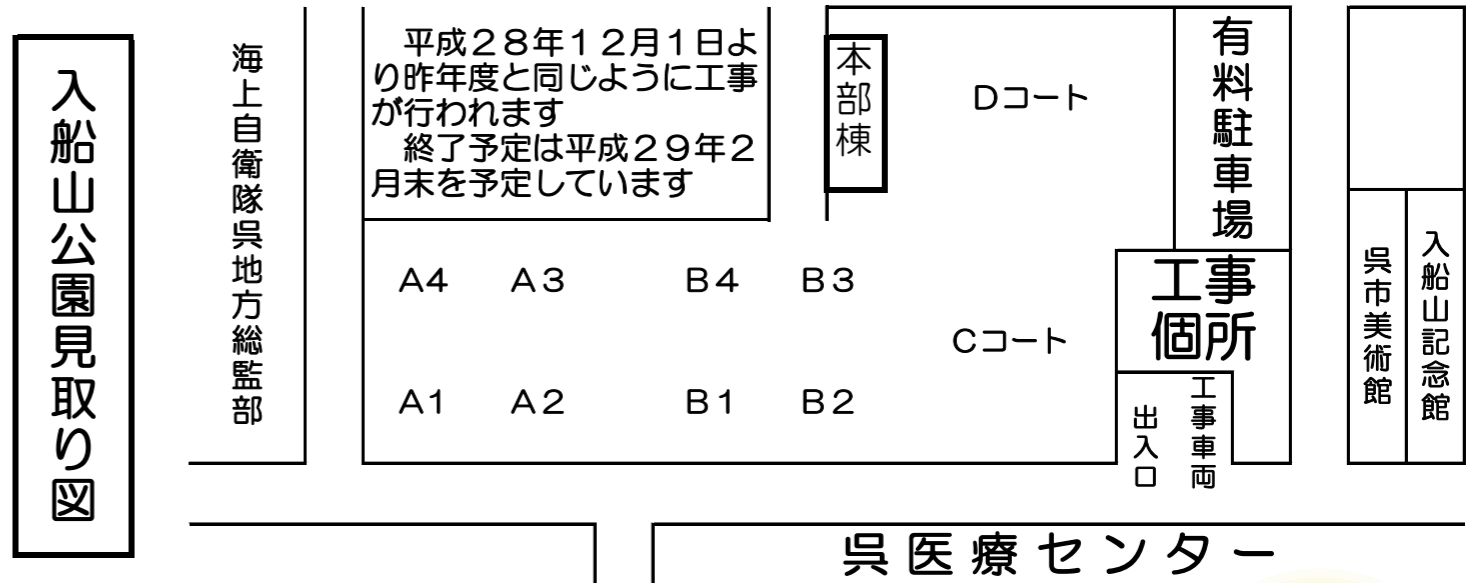 入船山公園見取り図
海上自衛隊呉地方総監部
　平成２８年１２月１日よ
り昨年度と同じように工事
が行われます
　終了予定は平成２９年２
月末を予定しています
本部棟
Ｄコート
有料駐車場
Ａ４　Ａ３　Ｂ４　Ｂ３
Ｃコート
工事
個所
Ａ１　Ａ２　Ｂ１　Ｂ２
工事車両
出入口
入船山記念館
呉市美術館
呉医療センター